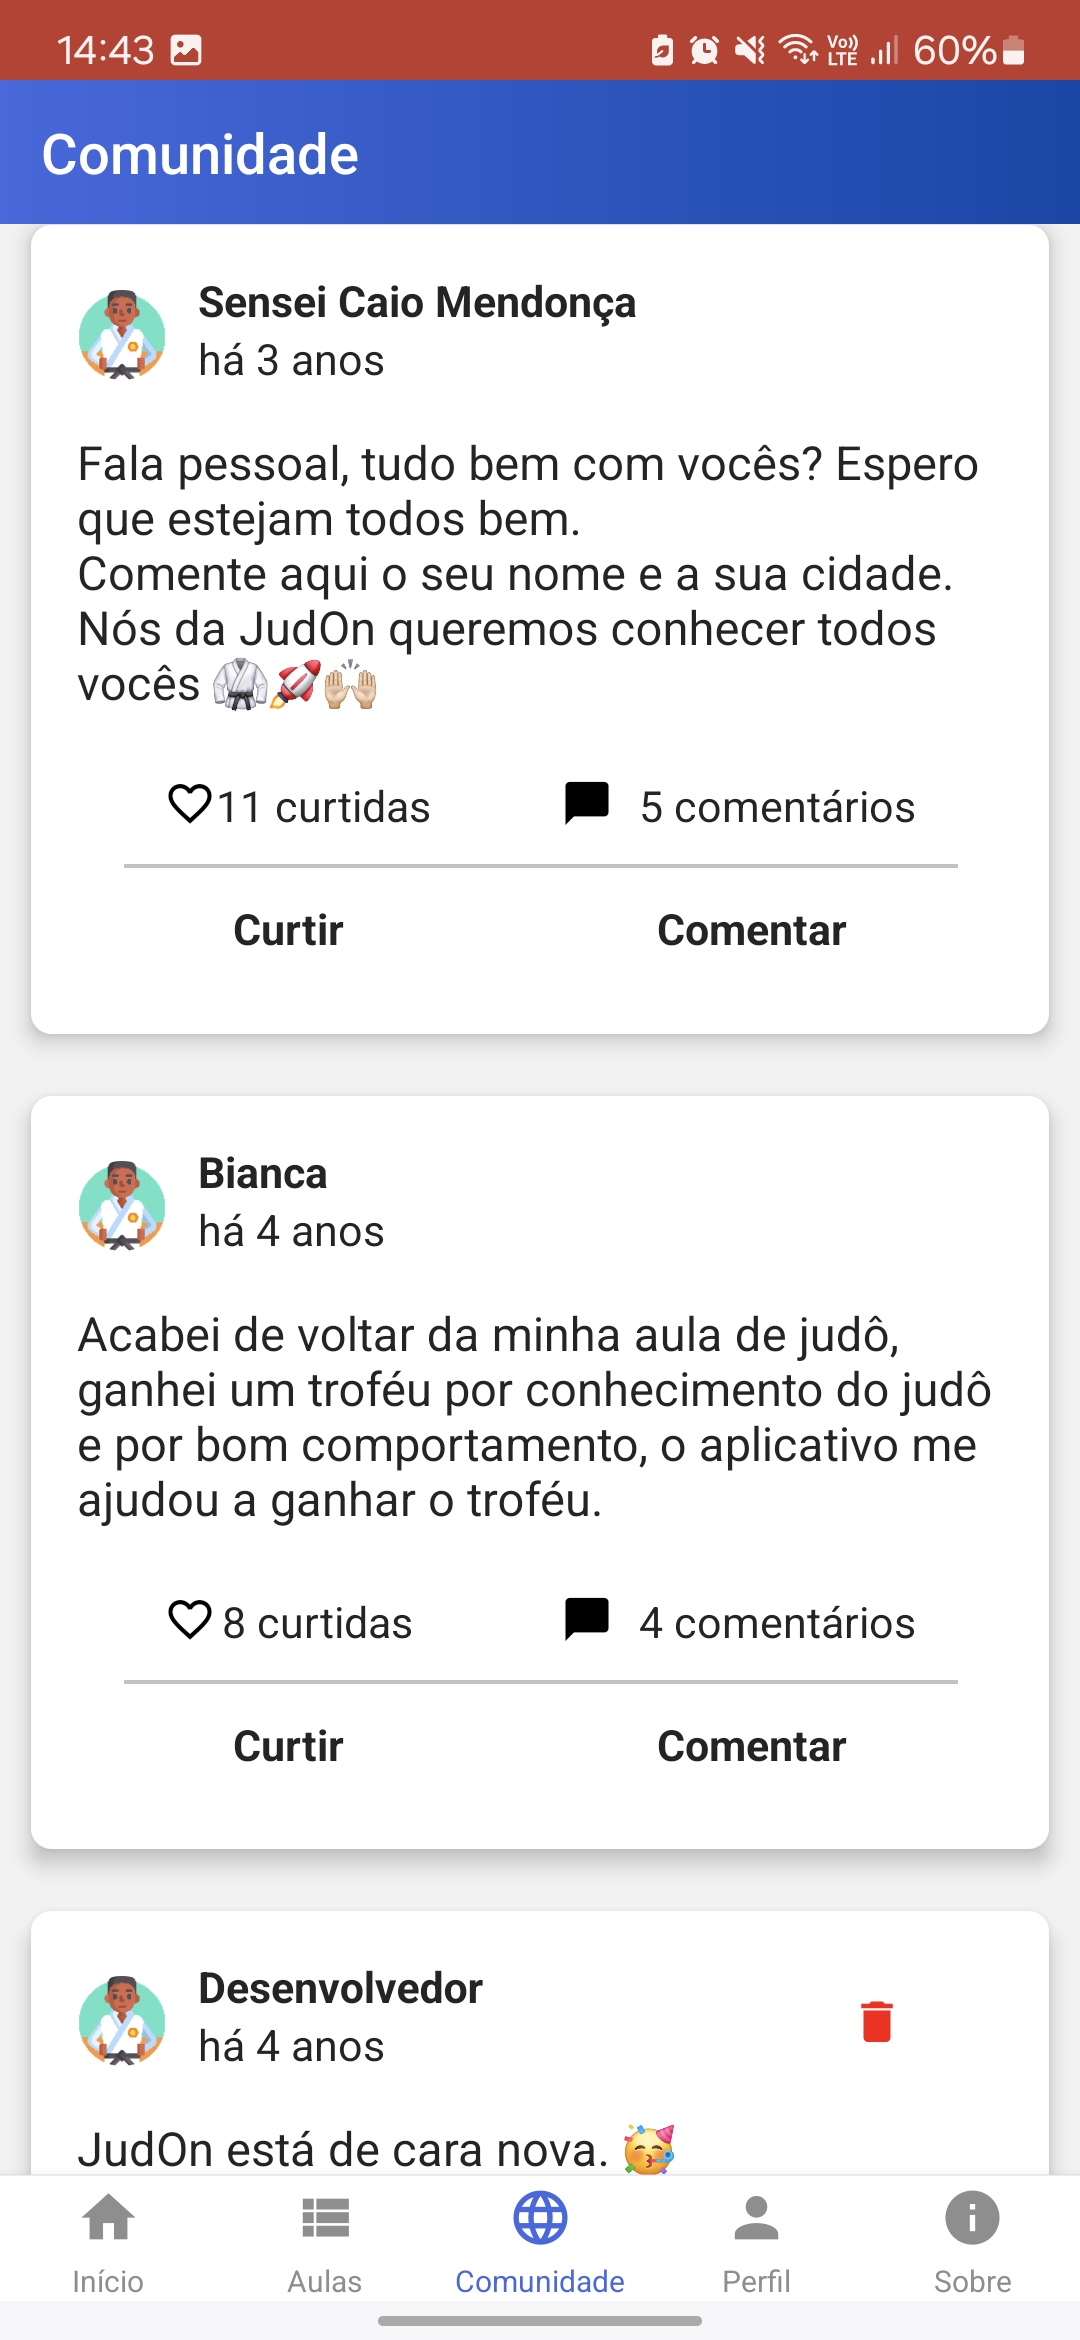 14:43
Vo))
LTE
60%
Comunidade
Sensei Caio Mendonça
há 3 anos
Fala pessoal, tudo bem com vocês? Espero
que estejam todos bem.
Comente aqui o seu nome e a sua cidade.
Nós da JudOn queremos conhecer todos
vocês 🥋🚀🙌🏼
11 curtidas
5 comentários
Curtir
Comentar
Bianca
há 4 anos
Acabei de voltar da minha aula de judô,
ganhei um troféu por conhecimento do judô
e por bom comportamento, o aplicativo me
ajudou a ganhar o troféu.
8 curtidas
4 comentários
Curtir
Comentar
Desenvolvedor
há 4 anos
JudOn está de cara nova. 🥳
Início
Aulas
Comunidade
Perfil
Sobre